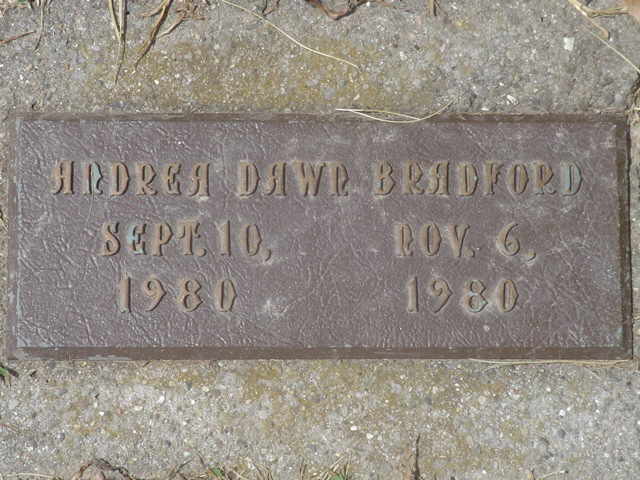 ANDREA DAWN BRADFORD
SEPT. 10, NOV. 6,
1980 1980